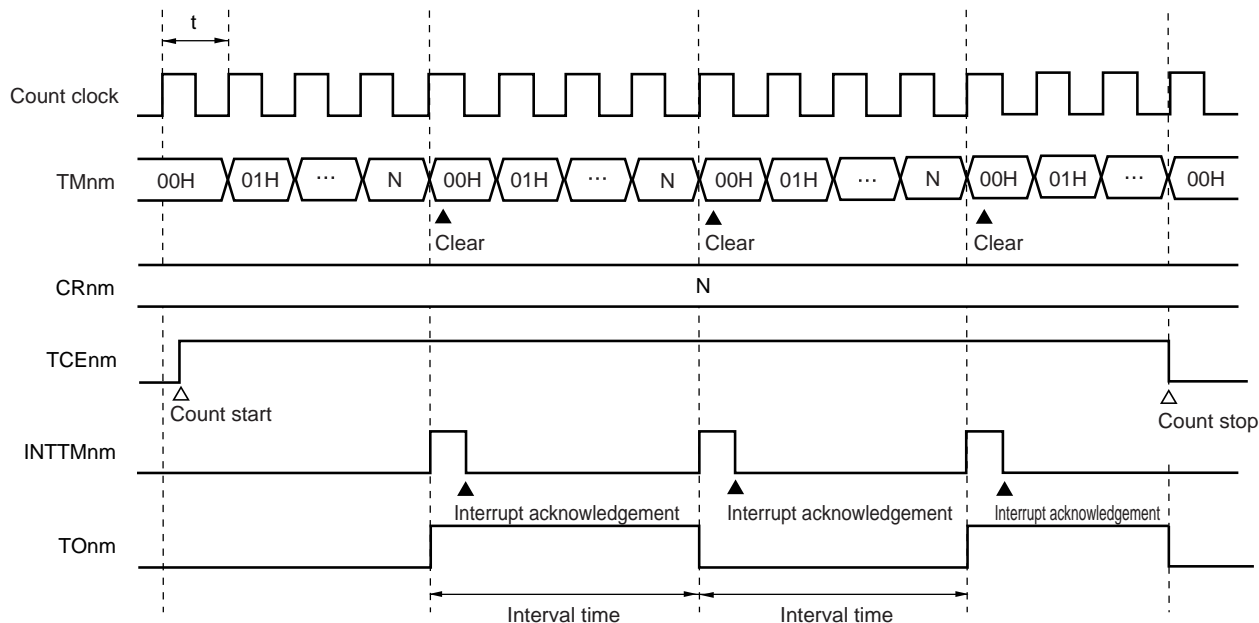 t
Count clock
TMnm 00H 01H ... N 00H 01H ... N 00H 01H ... N 00H 01H ... 00H
Clear Clear Clear
CRnm N
TCEnm
Count start Count stop
INTTMnm
Interrupt acknowledgement Interrupt acknowledgement Interrupt acknowledgement
TOnm
Interval time Interval time